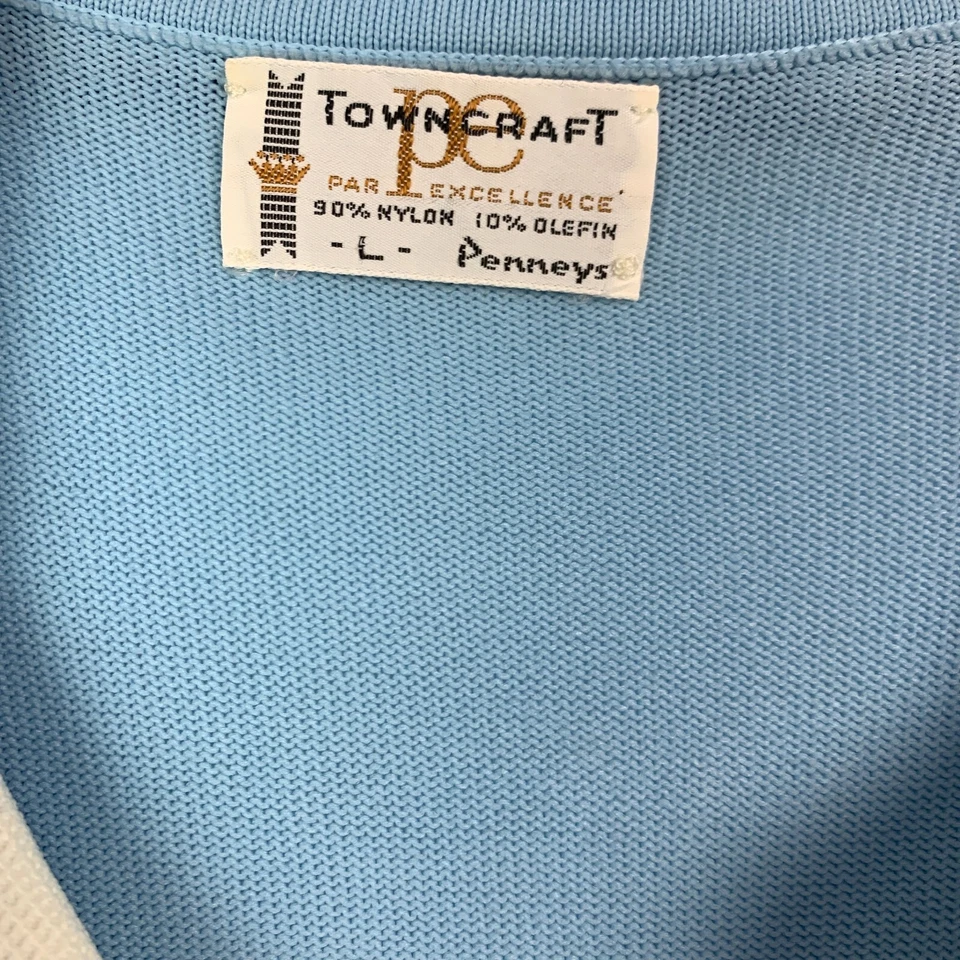 TOWNCRAFT
pe
PAR EXCELLENCE'
90% NYLON 10% OLEFIN
- L - Penneys